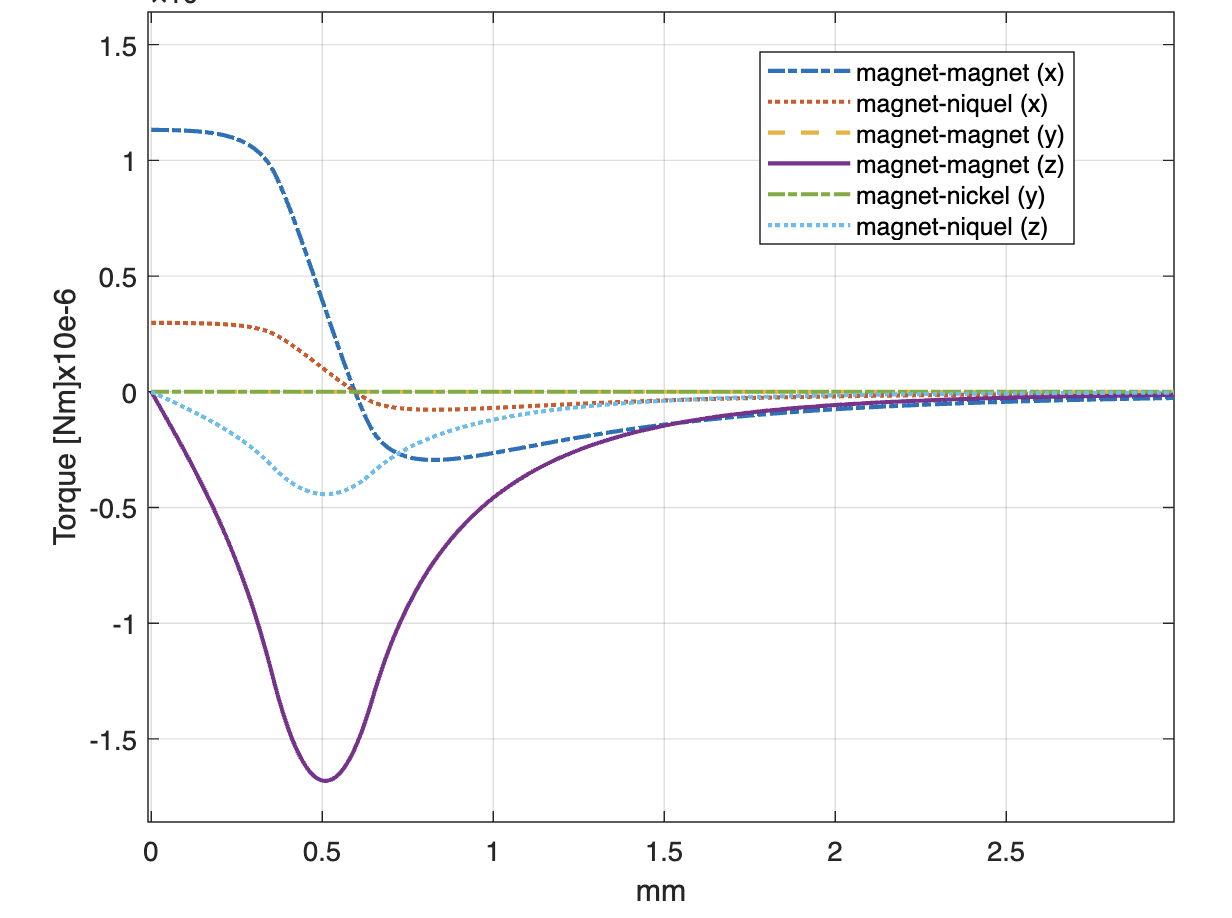 1.5
1
0.5
0
-0.5
-1
-1.5
Torque [Nm]x10e-6
magnet-magnet (x)
magnet-niquel (x)
magnet-magnet (y)
magnet-magnet (z)
magnet-nickel (y)
magnet-niquel (z)
0 0.5 1 1.5 2 2.5
mm